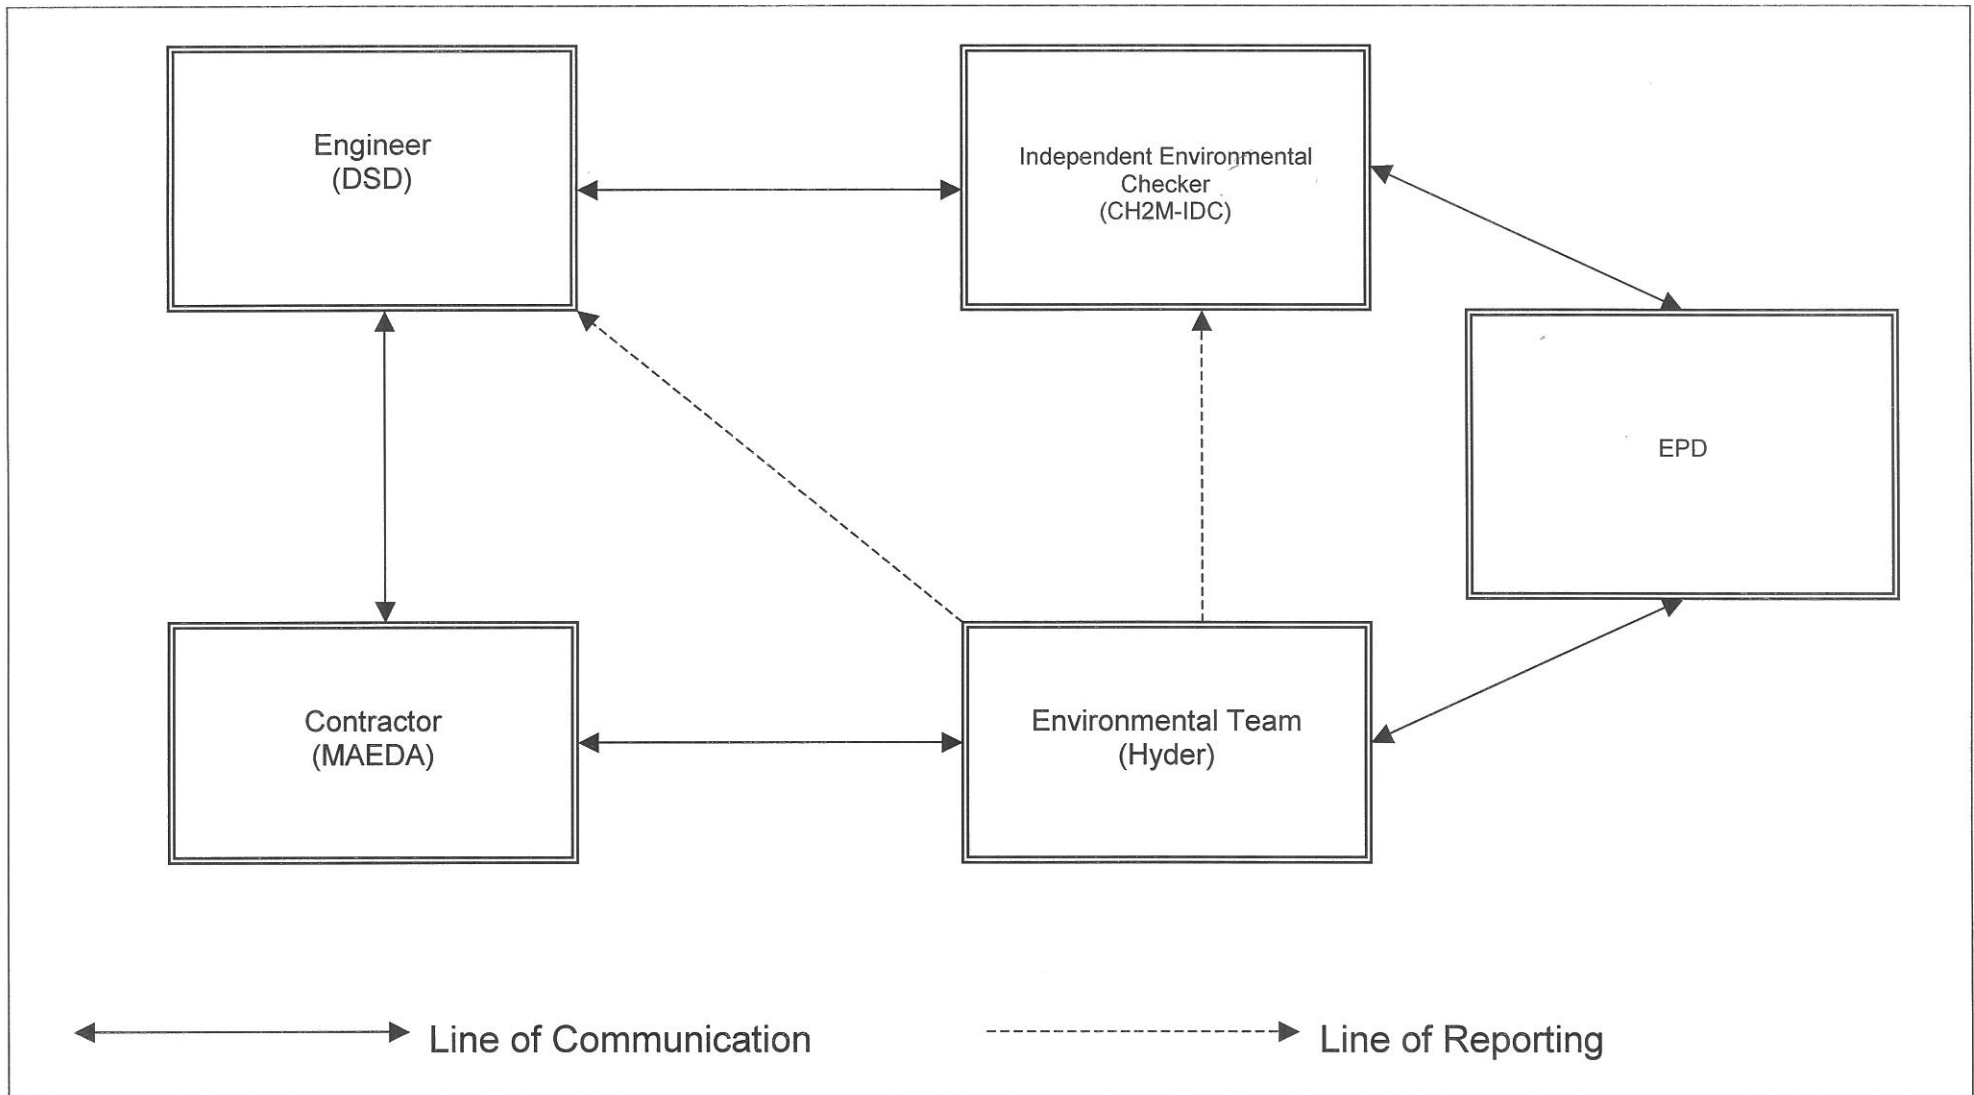 Engineer
(DSD)
Independent Environmental
Checker
(CH2M-IDC)
EPD
Contractor
(MAEDA)
Environmental Team
(Hyder)
Line of Communication
Line of Reporting